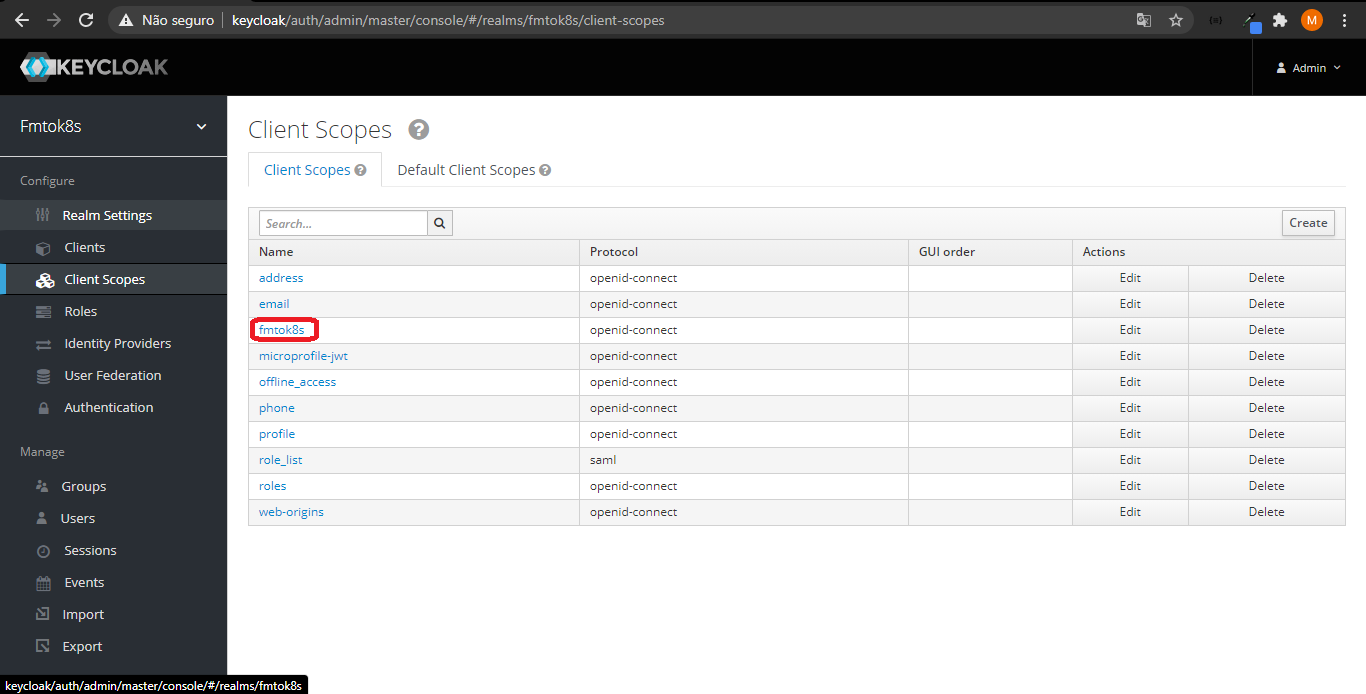 Não seguro keycloak/auth/admin/master/console/#/realms/fmtok8s/client-scopes M
KEYCLOAK
Admin
Fmtok8s
Configure
Realm Settings
Clients
Client Scopes
Roles
Identity Providers
User Federation
Authentication
Manage
Groups
Users
Sessions
Events
Import
Export
keycloak/auth/admin/master/console/#/realms/fmtok8s
Client Scopes ?
Client Scopes ? Default Client Scopes ?
Search... Create
Name Protocol GUI order Actions
address openid-connect Edit Delete
email openid-connect Edit Delete
fmtok8s openid-connect Edit Delete
microprofile-jwt openid-connect Edit Delete
offline_access openid-connect Edit Delete
phone openid-connect Edit Delete
profile openid-connect Edit Delete
role_list saml Edit Delete
roles openid-connect Edit Delete
web-origins openid-connect Edit Delete